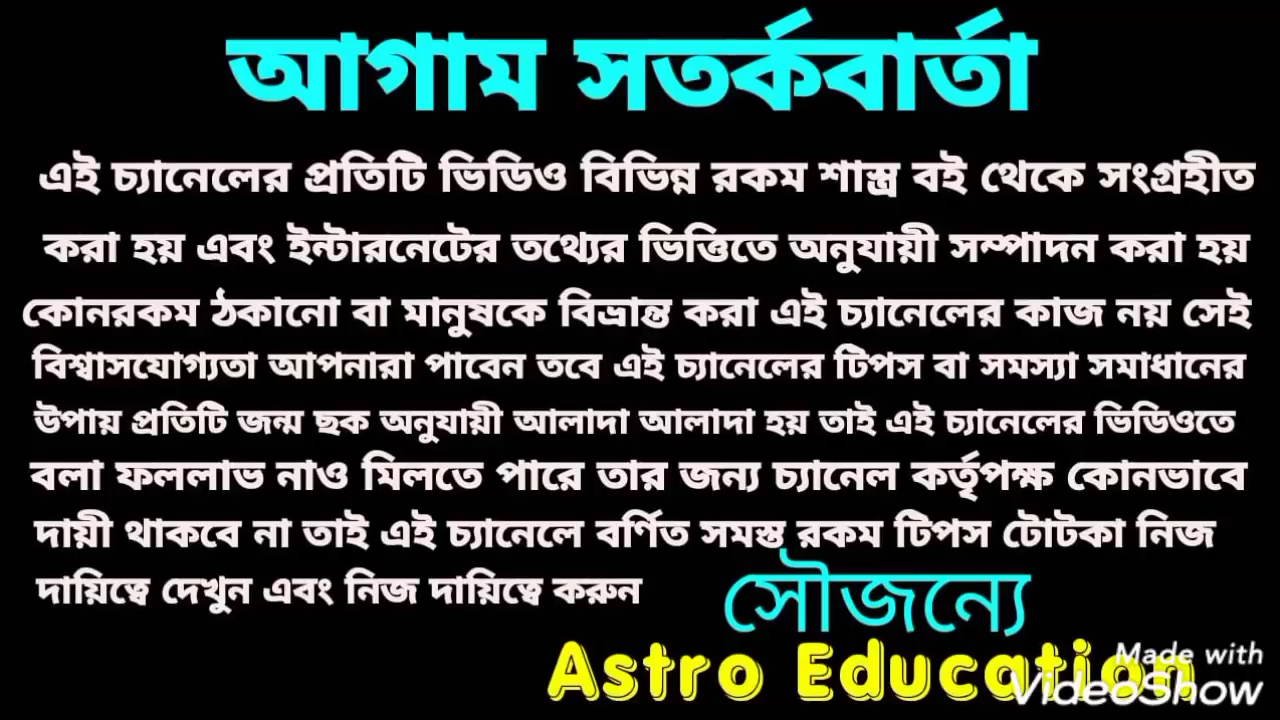 আগাম সতর্কবার্তা
এই চ্যানেলের প্রতিটি ভিডিও বিভিন্ন রকম শাস্ত্র বই থেকে সংগ্রহীত
করা হয় এবং ইন্টারনেটের তথ্যের ভিত্তিতে অনুযায়ী সম্পাদন করা হয়
কোনরকম ঠকানো বা মানুষকে বিভ্রান্ত করা এই চ্যানেলের কাজ নয় সেই
বিশ্বাসযোগ্যতা আপনারা পাবেন তবে এই চ্যানেলের টিপস বা সমস্যা সমাধানের
উপায় প্রতিটি জন্ম ছক অনুযায়ী আলাদা আলাদা হয় তাই এই চ্যানেলের ভিডিওতে
বলা ফললাভ নাও মিলতে পারে তার জন্য চ্যানেল কর্তৃপক্ষ কোনভাবে
দায়ী থাকবে না তাই এই চ্যানেলে বর্ণিত সমস্ত রকম টিপস টোটকা নিজ
দায়িত্বে দেখুন এবং নিজ দায়িত্বে করুন
সৌজন্যে
Astro Education
Made with
VideoShow